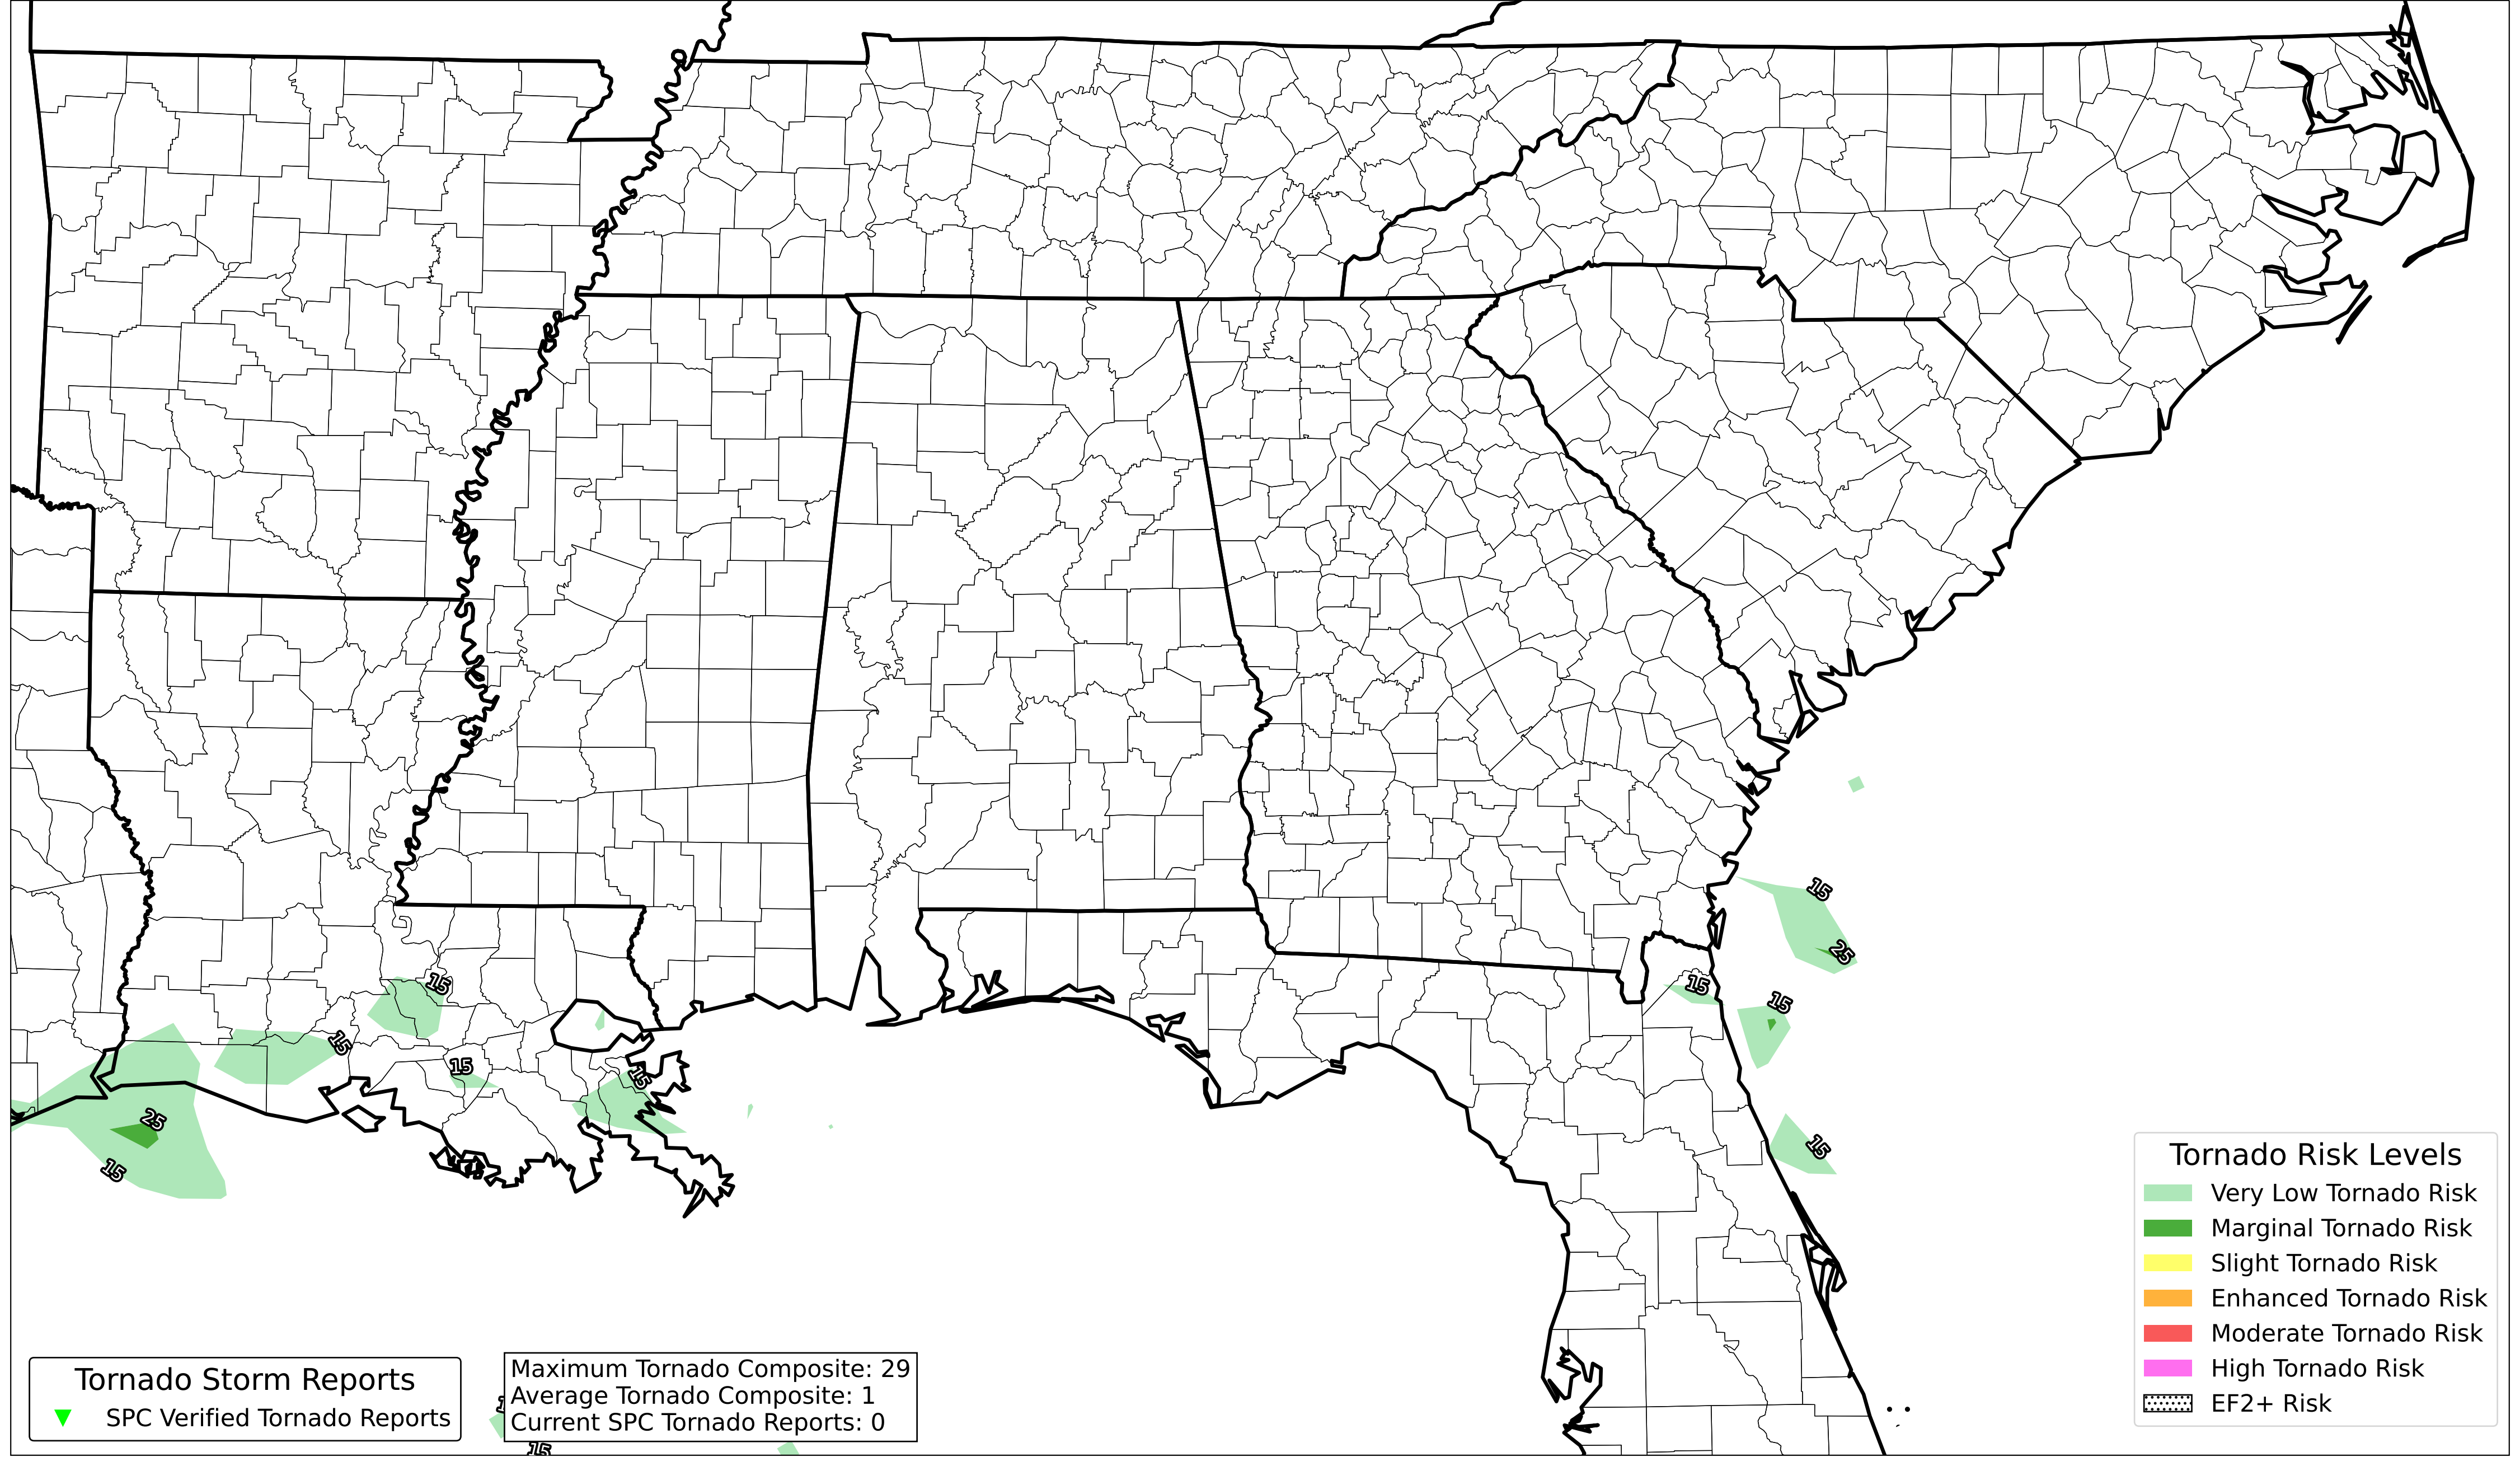 15
25
15
15
15
15
15
15
25
15
15
15
Tornado Risk Levels
Very Low Tornado Risk
Marginal Tornado Risk
Slight Tornado Risk
Enhanced Tornado Risk
Moderate Tornado Risk
High Tornado Risk
EF2+ Risk
Tornado Storm Reports
SPC Verified Tornado Reports
Maximum Tornado Composite: 29
Average Tornado Composite: 1
Current SPC Tornado Reports: 0
15